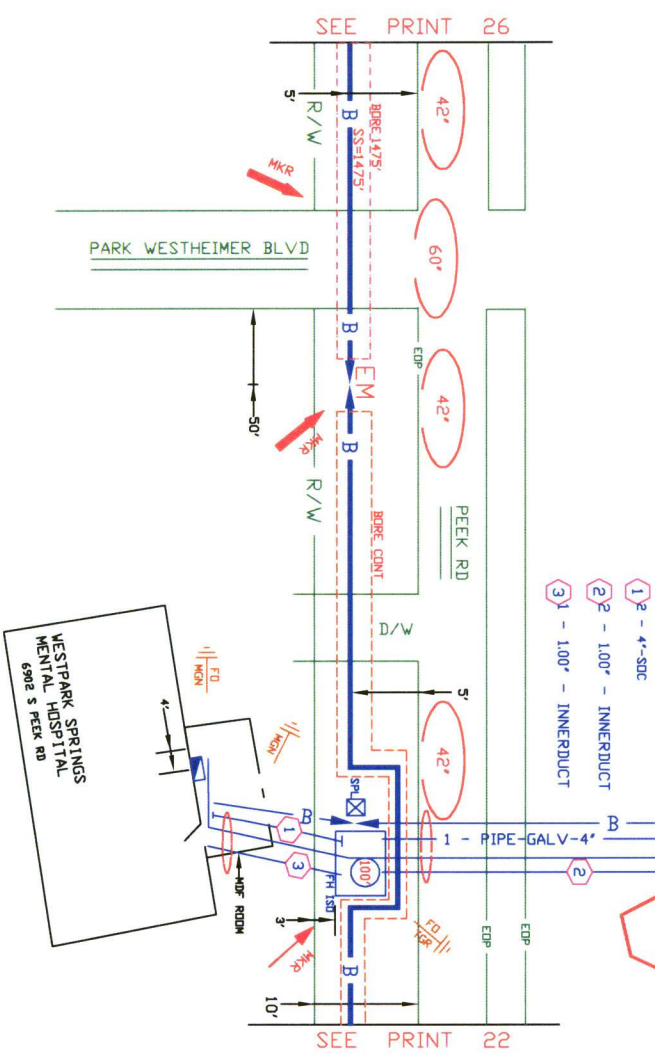 SEE PRINT 26
5'
R/W
B
BORE 1475'
SS=1475'
42"
MKR
PARK WESTHEIMER BLVD
60"
B
EOP
EM
42"
50'
MKR
B
R/W
BORE CONT
PEEK RD
1 2 - 4"-SDC
2 2 - 1.00" - INNERDUCT
3 1 - 1.00" - INNERDUCT
D/W
5'
42"
WESTPARK SPRINGS
MENTAL HOSPITAL
6902 S PEEK RD
FO
MGN
MGN
4'
SPL
B
1
B
1 - PIPE-GALV-4"
3
100'
2
MDF ROOM
FH ISO
3'
FO
TGR
EOP
EOP
MKR
B
10'
SEE PRINT 22